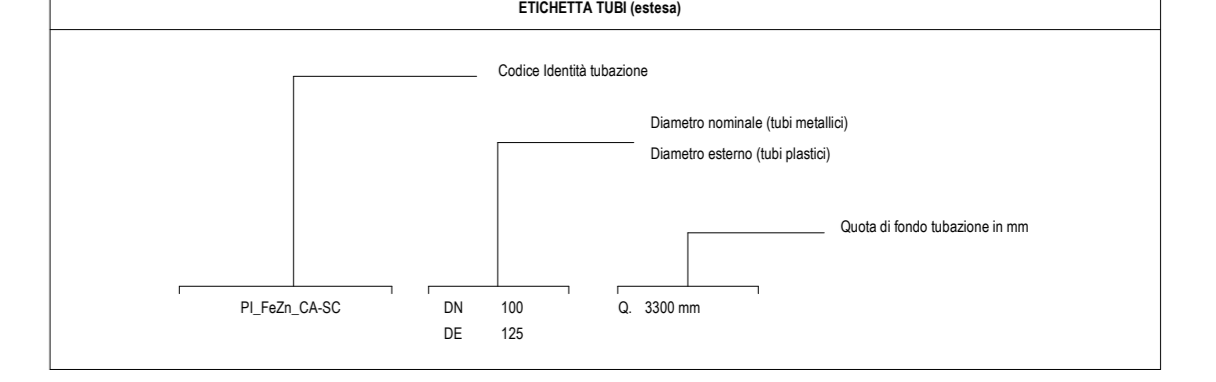 ETICHETTA TUBI (estesa)
Codice Identità tubazione
Diametro nominale (tubi metallici)
Diametro esterno (tubi plastici)
Quota di fondo tubazione in mm
PI_FeZn_CA-SC DN 100 Q. 3300 mm
DE 125